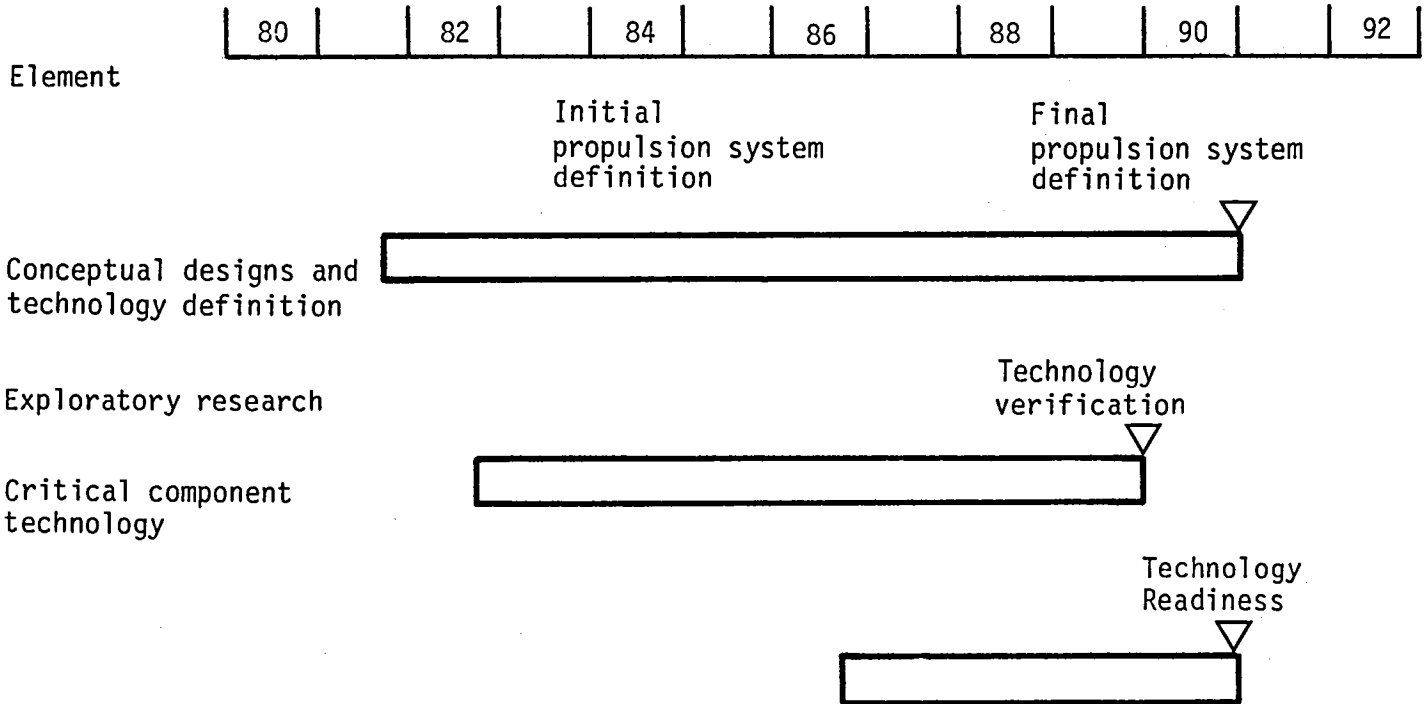 80 82 84 86 88 90 92
Element
Initial
propulsion system
definition
Final
propulsion system
definition
Conceptual designs and
technology definition
Technology
verification
Exploratory research
Critical component
technology
Technology
Readiness